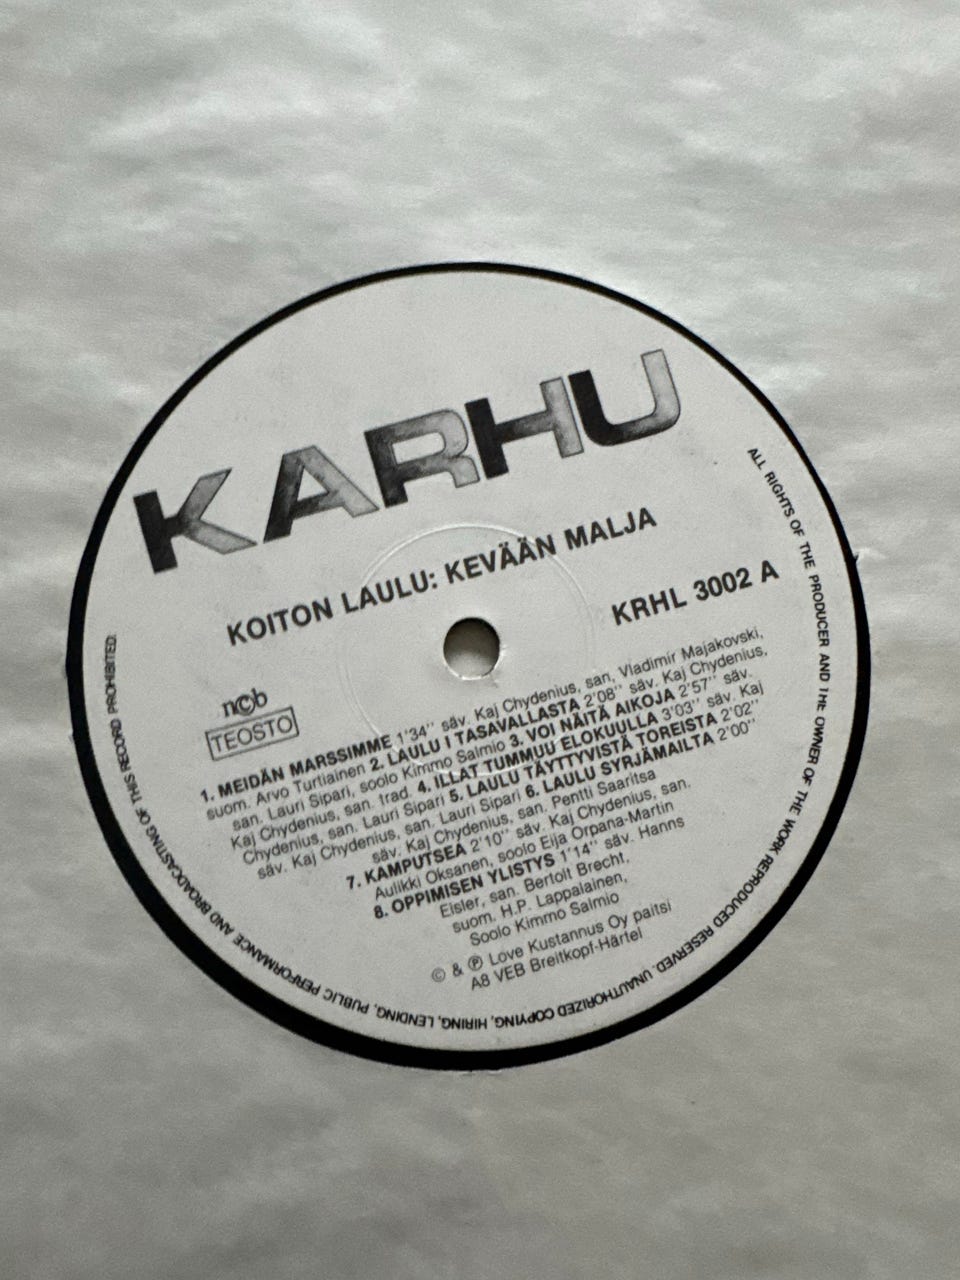 KARHU
KOITON LAULU: KEVÄÄN MALJA
KRHL 3002 A
n©b
TEOSTO
1. MEIDÄN MARSSIMME 1'34'' säv. Kaj Chydenius, san. Vladimir Majakovski,
suom. Arvo Turtiainen 2. LAULU I TASAVALLASTA 2'08'' säv. Kaj Chydenius,
san. Lauri Sipari, soolo Kimmo Salmio 3. VOI NÄITÄ AIKOJA 2'57'' säv.
Kaj Chydenius, san. trad. 4. ILLAT TUMMUU ELOKUULLA 3'03'' säv. Kaj
Chydenius, san. Lauri Sipari 5. LAULU TÄYTTYVISTÄ TOREISTA 2'02''
säv. Kaj Chydenius, san. Lauri Sipari 6. LAULU SYRJÄMAILTA 2'00''
säv. Kaj Chydenius, san. Pentti Saaritsa
7. KAMPUTSEA 2'10'' säv. Kaj Chydenius, san.
Aulikki Oksanen, soolo Eija Orpana-Martin
8. OPPIMISEN YLISTYS 1'14'' säv. Hanns
Eisler, san. Bertolt Brecht,
suom. H.P. Lappalainen,
Soolo Kimmo Salmio
© & ℗ Love Kustannus Oy paitsi
A8 VEB Breitkopf-Härtel
ALL RIGHTS OF THE PRODUCER AND THE OWNER OF THE WORK REPRODUCED RESERVED. UNAUTHORIZED COPYING, HIRING, LENDING, PUBLIC PERFORMANCE AND BROADCASTING OF THIS RECORD PROHIBITED.